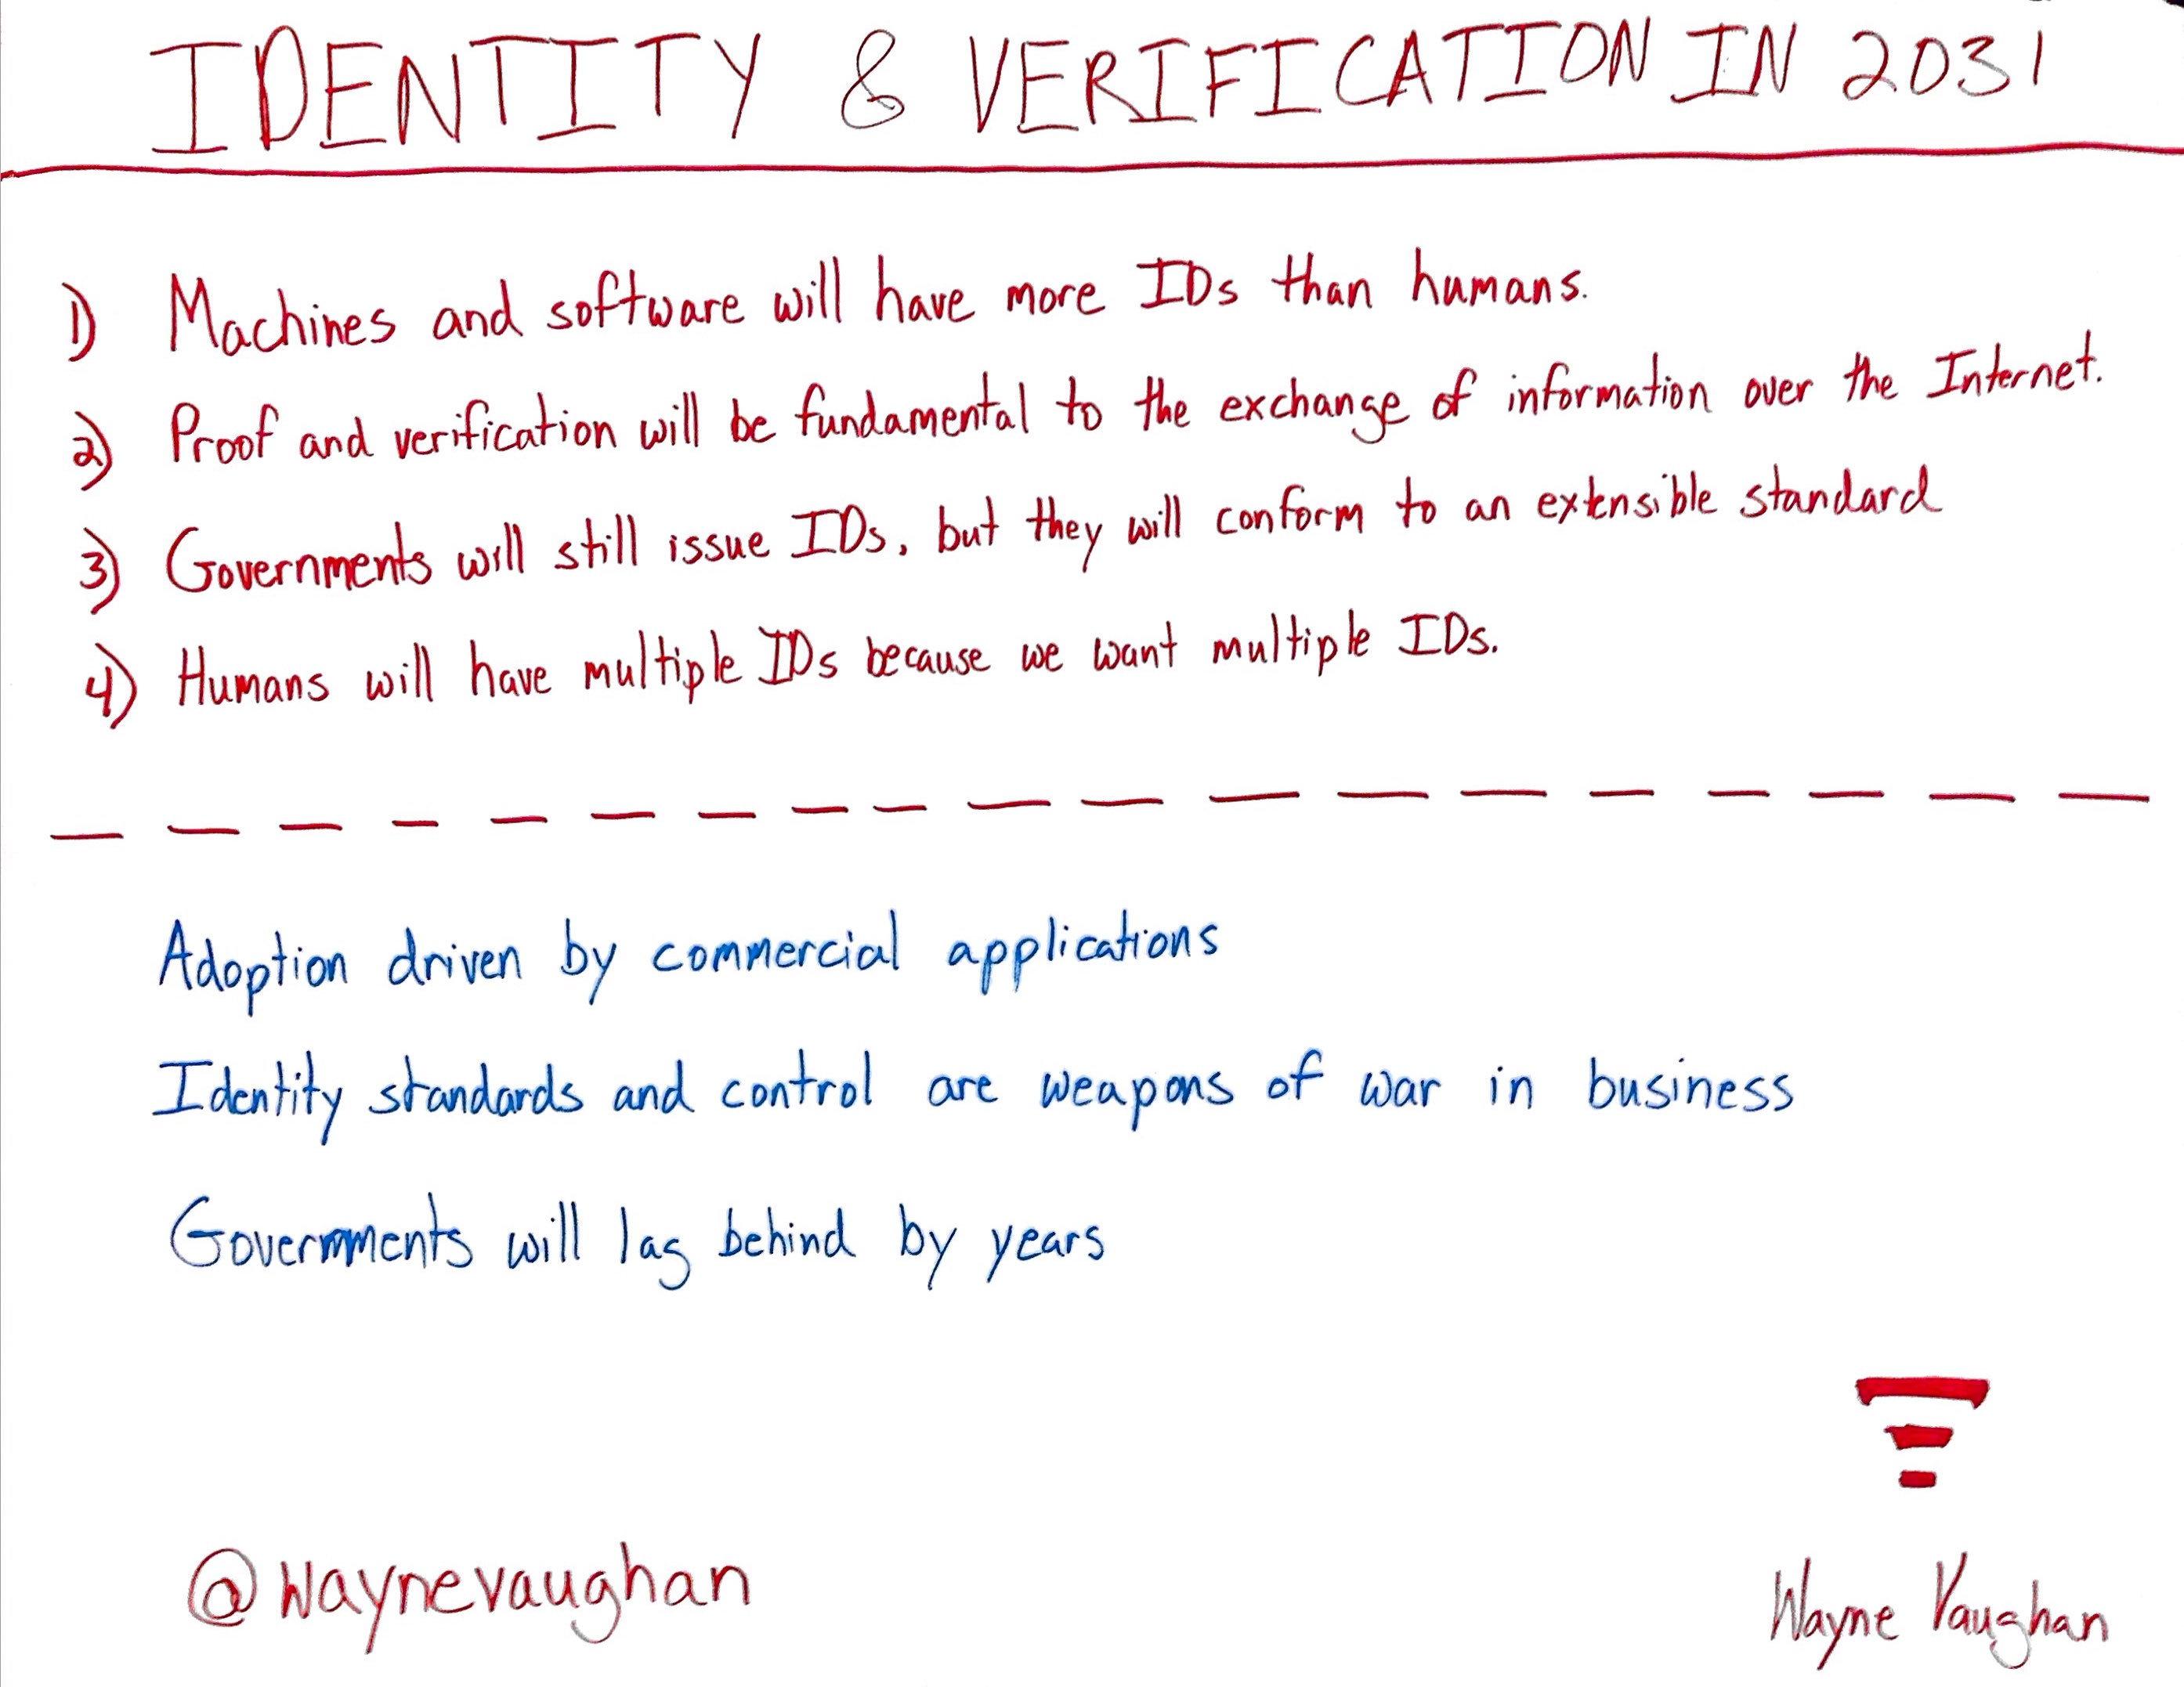 IDENTITY & VERIFICATION IN 2031
1) Machines and software will have more IDs than humans.
2) Proof and verification will be fundamental to the exchange of information over the Internet.
3) Governments will still issue IDs, but they will conform to an extensible standard
4) Humans will have multiple IDs because we want multiple IDs.
Adoption driven by commercial applications
Identity standards and control are weapons of war in business
Governments will lag behind by years
@waynevaughan
Wayne Vaughan